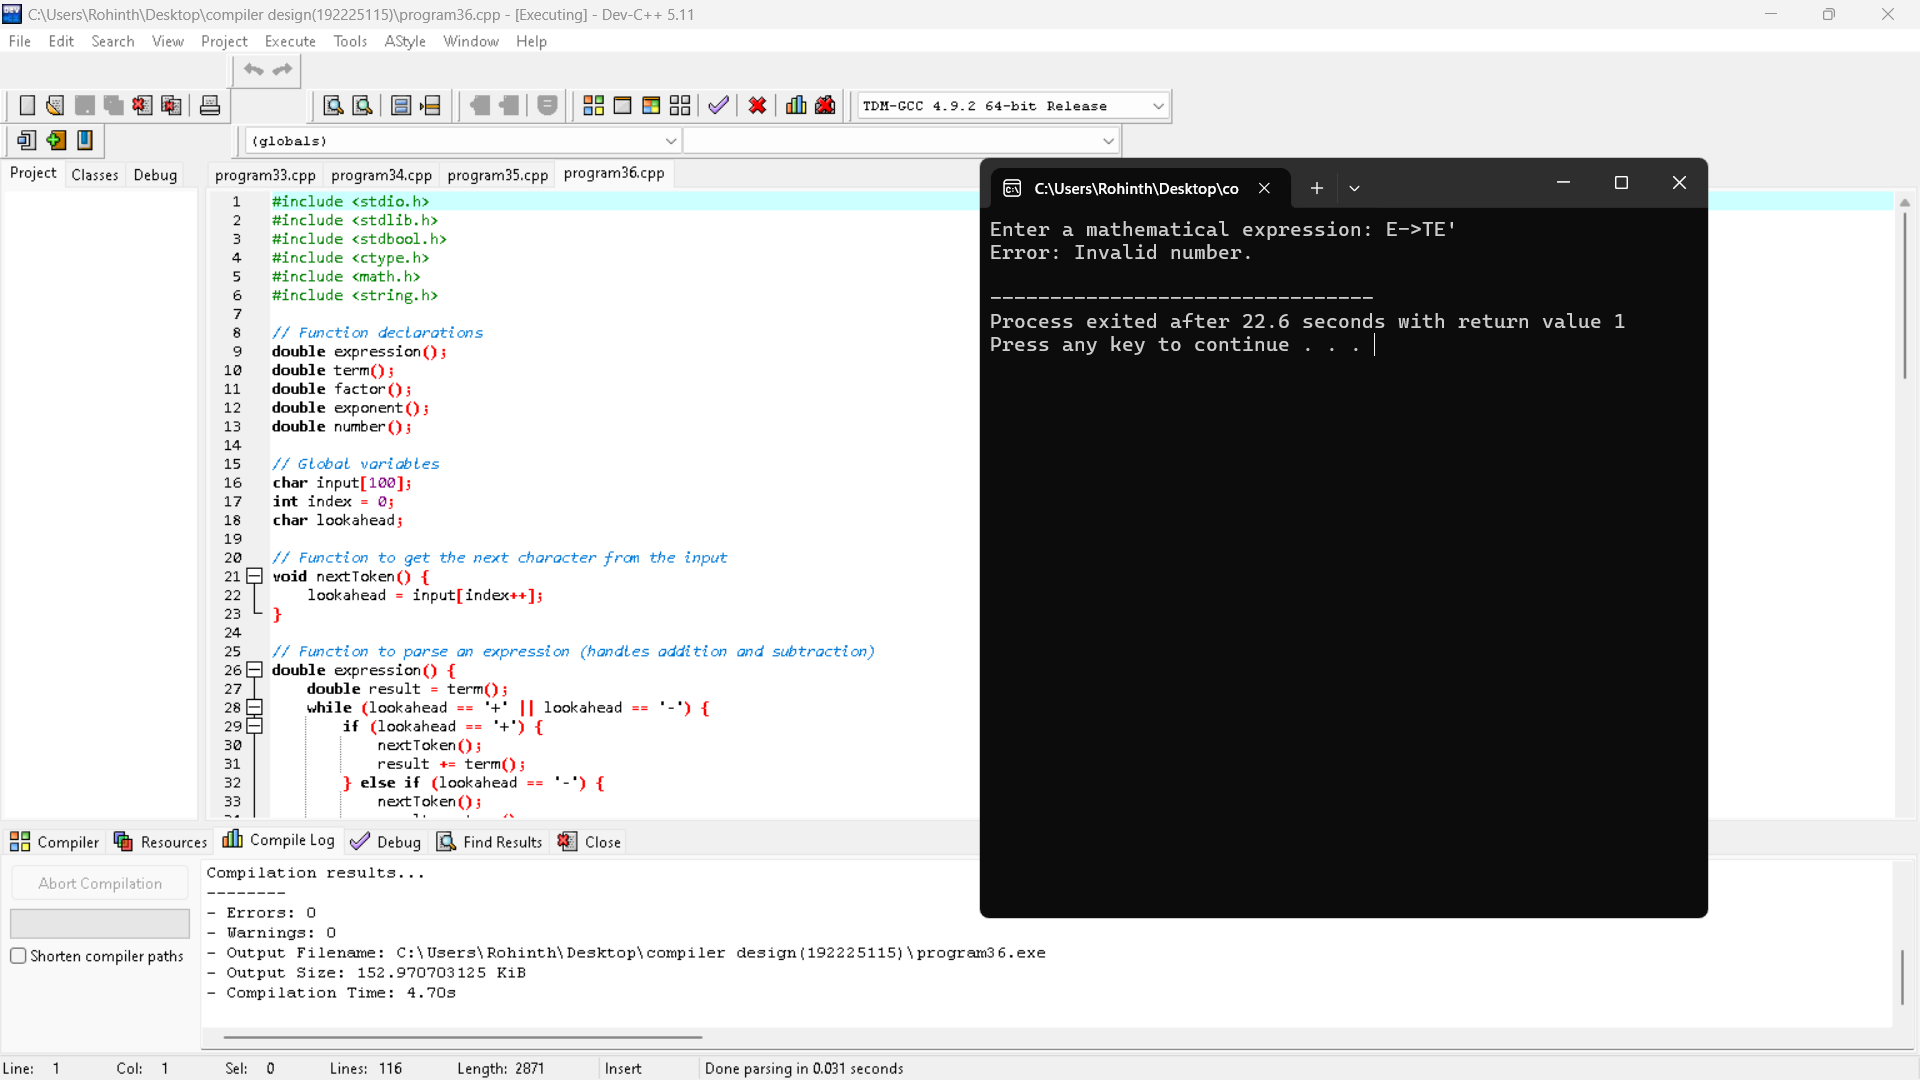 C:\Users\Rohinth\Desktop\compiler design(192225115)\program36.cpp - [Executing] - Dev-C++ 5.11
File Edit Search View Project Execute Tools AStyle Window Help
TDM-GCC 4.9.2 64-bit Release
(globals)
Project Classes Debug
program33.cpp program34.cpp program35.cpp program36.cpp
1 #include <stdio.h>
2 #include <stdlib.h>
3 #include <stdbool.h>
4 #include <ctype.h>
5 #include <math.h>
6 #include <string.h>
7
8 // Function declarations
9 double expression();
10 double term();
11 double factor();
12 double exponent();
13 double number();
14
15 // Global variables
16 char input[100];
17 int index = 0;
18 char lookahead;
19
20 // Function to get the next character from the input
21 void nextToken() {
22 lookahead = input[index++];
23 }
24
25 // Function to parse an expression (handles addition and subtraction)
26 double expression() {
27 double result = term();
28 while (lookahead == '+' || lookahead == '-') {
29 if (lookahead == '+') {
30 nextToken();
31 result += term();
32 } else if (lookahead == '-') {
33 nextToken();
C:\Users\Rohinth\Desktop\co
Enter a mathematical expression: E->TE'
Error: Invalid number.
--------------------------------
Process exited after 22.6 seconds with return value 1
Press any key to continue . . .
Compiler Resources Compile Log Debug Find Results Close
Abort Compilation
Shorten compiler paths
Compilation results...
--------
- Errors: 0
- Warnings: 0
- Output Filename: C:\Users\Rohinth\Desktop\compiler design(192225115)\program36.exe
- Output Size: 152.970703125 KiB
- Compilation Time: 4.70s
Line: 1 Col: 1 Sel: 0 Lines: 116 Length: 2871 Insert Done parsing in 0.031 seconds